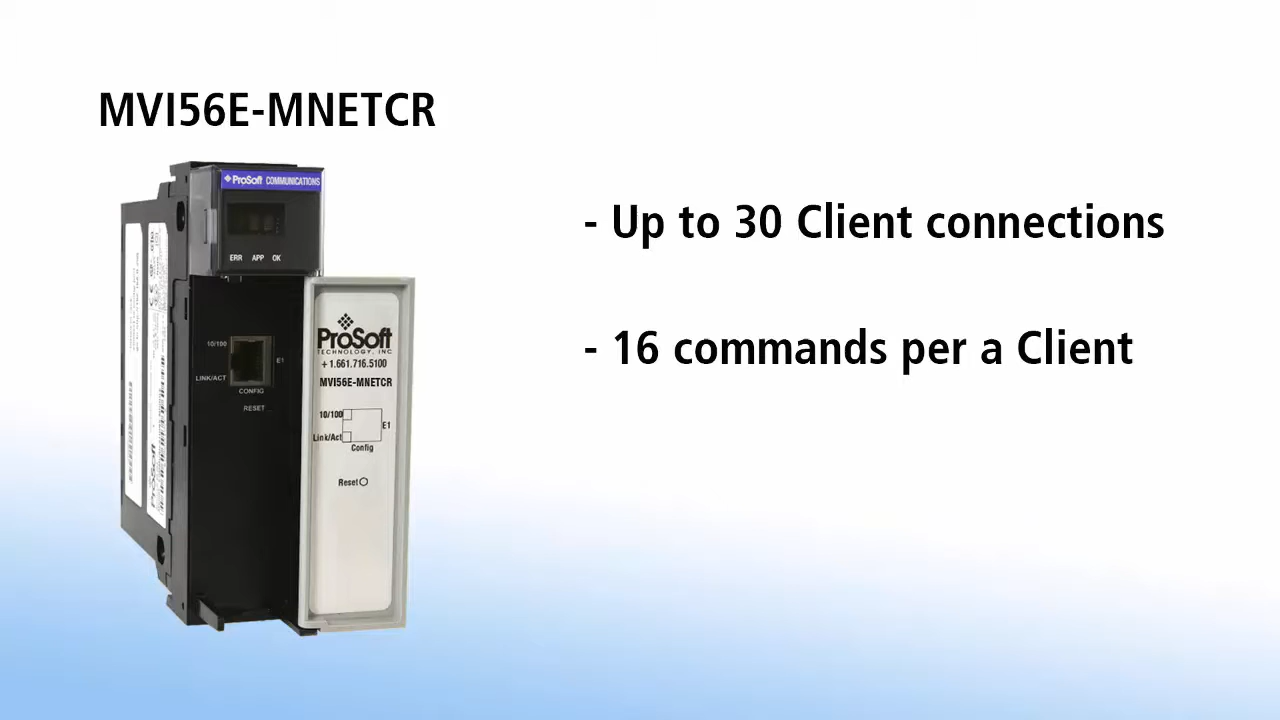 MVI56E-MNETCR
- Up to 30 Client connections
- 16 commands per a Client
ProSoft COMMUNICATIONS
ERR APP OK
10/100
E1
LINK/ACT
CONFIG
RESET
ProSoft
TECHNOLOGY, INC
+1.661.716.5100
MVI56E-MNETCR
10/100
E1
Link/Act
Config
Reset
ProSoft